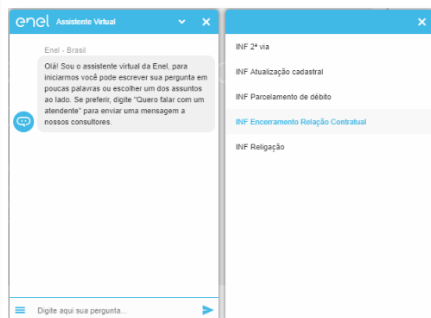 enel Assistente Virtual
Enel - Brasil
Olá! Sou o assistente virtual da Enel, para
iniciarmos você pode escrever sua pergunta em
poucas palavras ou escolher um dos assuntos
ao lado. Se preferir, digite "Quero falar com um
atendente" para enviar uma mensagem a
nossos consultores.
Digite aqui sua pergunta...
INF 2ª via
INF Atualização cadastral
INF Parcelamento de débito
INF Encerramento Relação Contratual
INF Religação